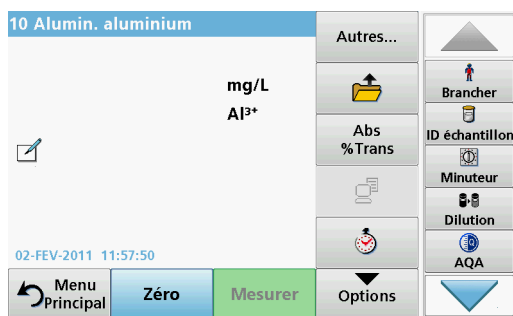 10 Alumin. aluminium
mg/L
Al³⁺
02-FEV-2011 11:57:50
Menu
Principal
Zéro
Mesurer
Autres...
Abs
%Trans
Options
Brancher
ID échantillon
Minuteur
Dilution
AQA